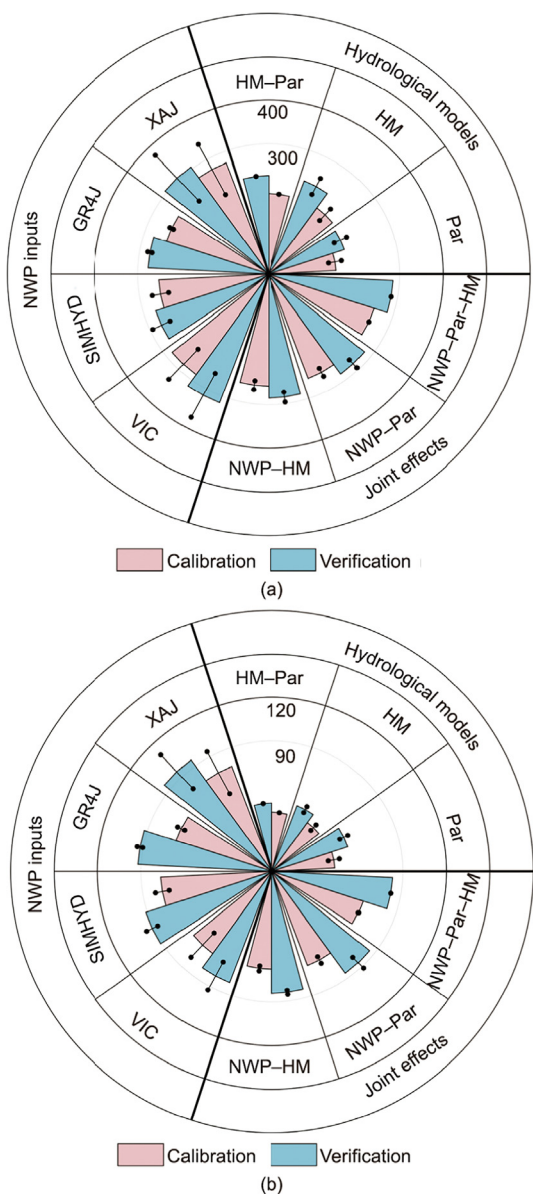 Hydrological models
HM–Par
HM
Par
NWP–Par–HM
NWP–Par
NWP–HM
Joint effects
VIC
SIMHYD
GR4J
XAJ
NWP inputs
400
300
Calibration Verification
(a)
Hydrological models
HM–Par
HM
Par
NWP–Par–HM
NWP–Par
NWP–HM
Joint effects
VIC
SIMHYD
GR4J
XAJ
NWP inputs
120
90
Calibration Verification
(b)